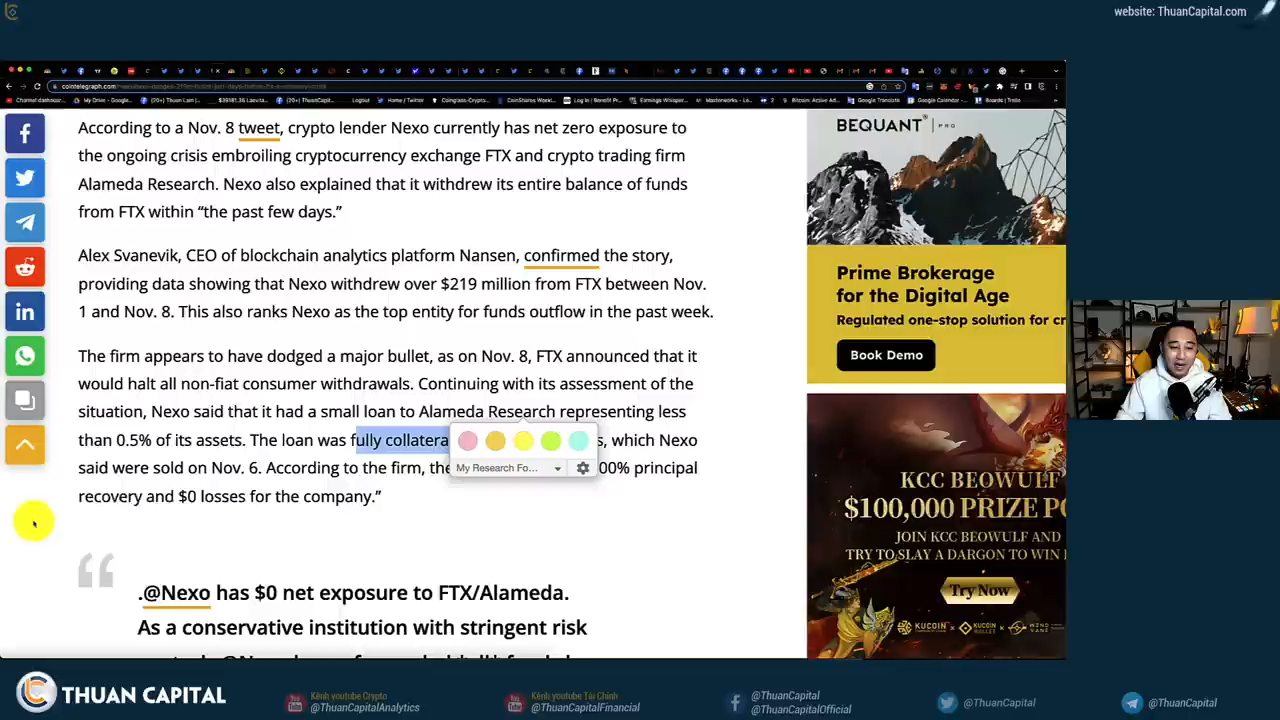 website: ThuanCapital.com
According to a Nov. 8 tweet, crypto lender Nexo currently has net zero exposure to
the ongoing crisis embroiling cryptocurrency exchange FTX and crypto trading firm
Alameda Research. Nexo also explained that it withdrew its entire balance of funds
from FTX within “the past few days.”
Alex Svanevik, CEO of blockchain analytics platform Nansen, confirmed the story,
providing data showing that Nexo withdrew over $219 million from FTX between Nov.
1 and Nov. 8. This also ranks Nexo as the top entity for funds outflow in the past week.
The firm appears to have dodged a major bullet, as on Nov. 8, FTX announced that it
would halt all non-fiat consumer withdrawals. Continuing with its assessment of the
situation, Nexo said that it had a small loan to Alameda Research representing less
than 0.5% of its assets. The loan was fully collatera s, which Nexo
My Research Fo...
said were sold on Nov. 6. According to the firm, the 00% principal
recovery and $0 losses for the company.”
.@Nexo has $0 net exposure to FTX/Alameda.
As a conservative institution with stringent risk
BEQUANT PRO
Prime Brokerage
for the Digital Age
Regulated one-stop solution for cr
Book Demo
KCC BEOWULF
$100,000 PRIZE PO
JOIN KCC BEOWULF AND
TRY TO SLAY A DARGON TO WIN
Try Now
KUCOIN
KUCOIN
THUAN CAPITAL
Kênh youtube Crypto
@ThuanCapitalAnalytics
Kênh youtube Tài Chính
@ThuanCapitalFinancial
@ThuanCapital
@ThuanCapitalOfficial
@ThuanCapital
@ThuanCapital